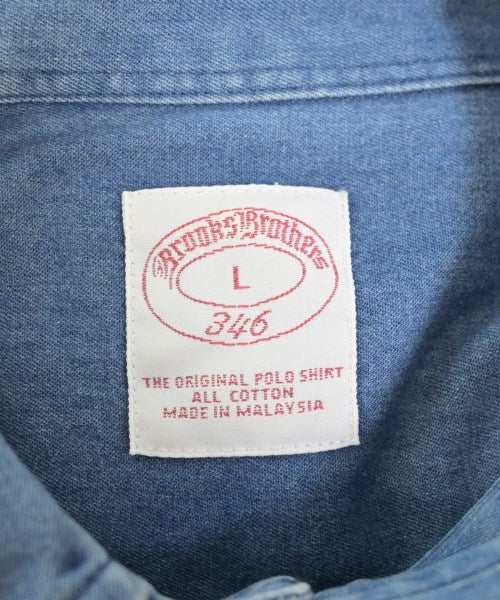 Brooks Brothers
L
346
THE ORIGINAL POLO SHIRT
ALL COTTON
MADE IN MALAYSIA